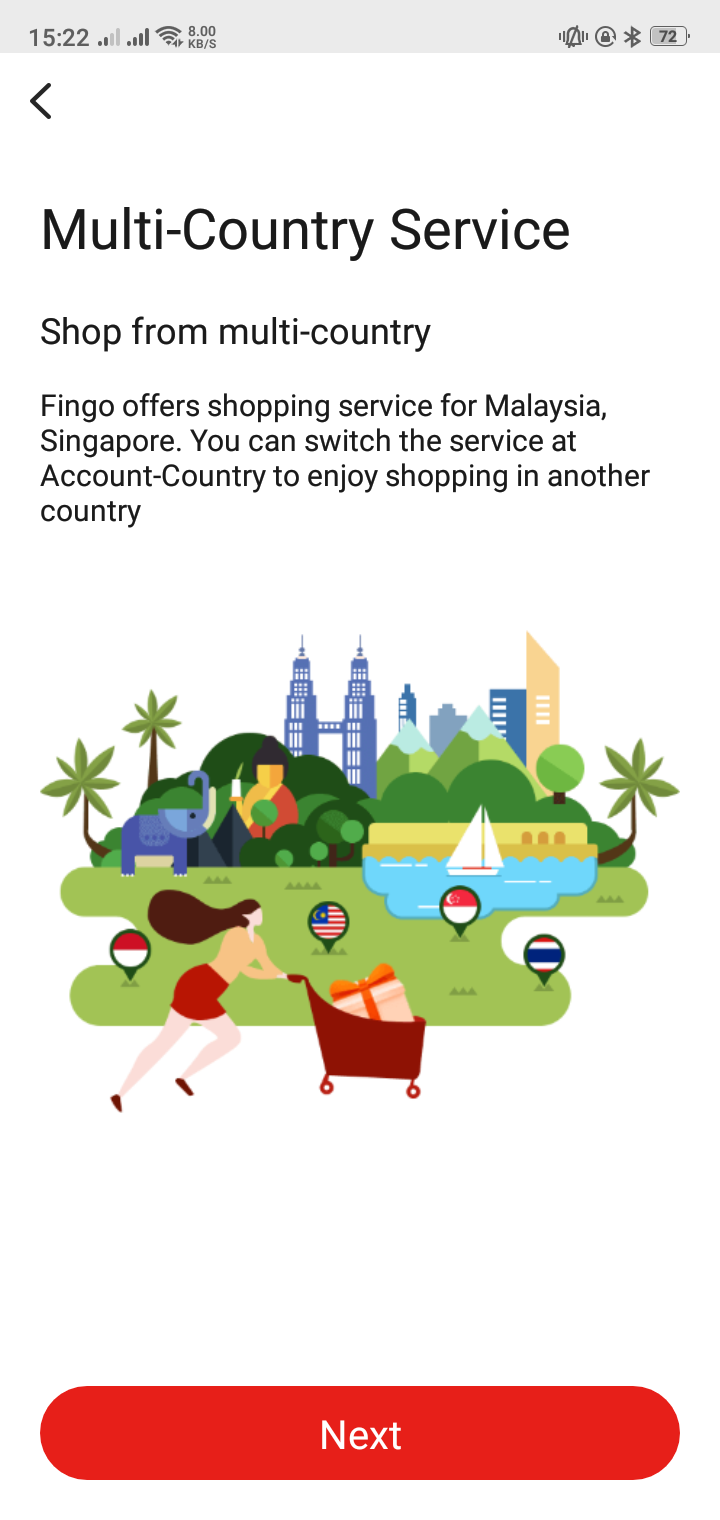 15:22
8.00
KB/S
72
Multi-Country Service
Shop from multi-country
Fingo offers shopping service for Malaysia,
Singapore. You can switch the service at
Account-Country to enjoy shopping in another
country
Next